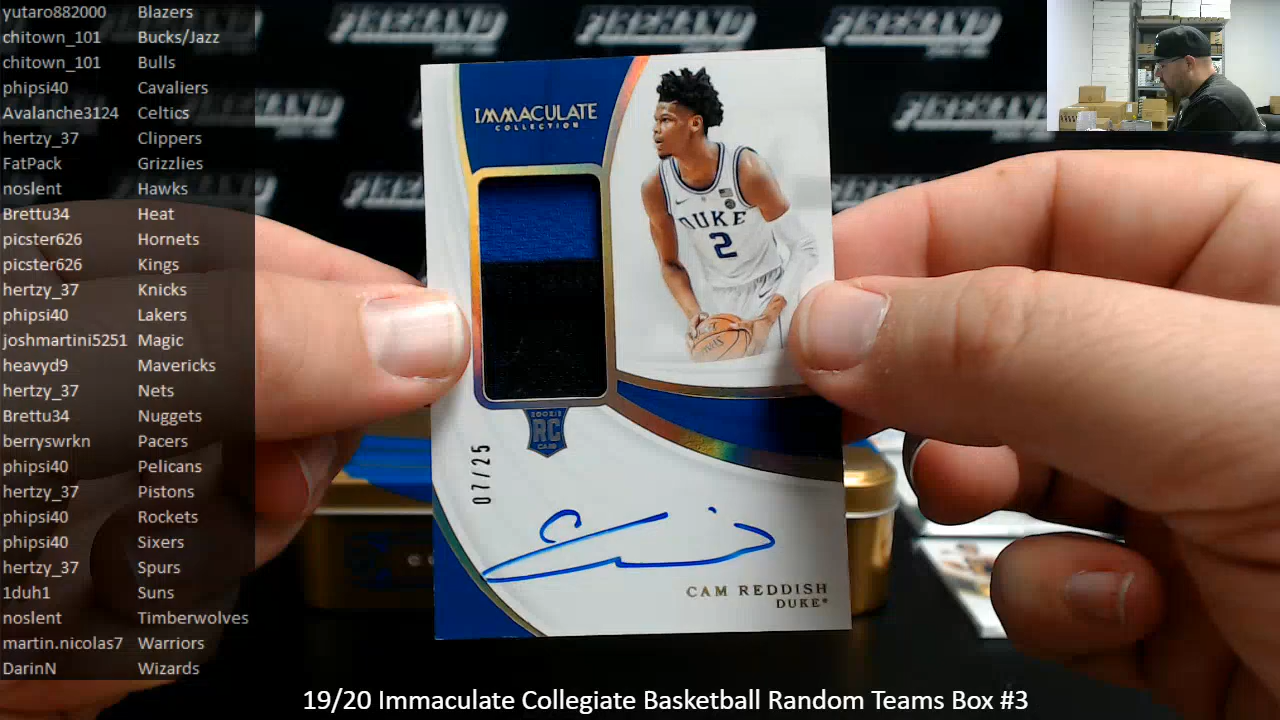 yutaro882000 Blazers
chitown_101 Bucks/Jazz
chitown_101 Bulls
phipsi40 Cavaliers
Avalanche3124 Celtics
hertzy_37 Clippers
FatPack Grizzlies
noslent Hawks
Brettu34 Heat
picster626 Hornets
picster626 Kings
hertzy_37 Knicks
phipsi40 Lakers
joshmartini5251 Magic
heavyd9 Mavericks
hertzy_37 Nets
Brettu34 Nuggets
berryswrkn Pacers
phipsi40 Pelicans
hertzy_37 Pistons
phipsi40 Rockets
phipsi40 Sixers
hertzy_37 Spurs
1duh1 Suns
noslent Timberwolves
martin.nicolas7 Warriors
DarinN Wizards
IMMACULATE
COLLECTION
DUKE
2
ROOKIE
RC
CARD
07/25
CAM REDDISH
DUKE®
19/20 Immaculate Collegiate Basketball Random Teams Box #3